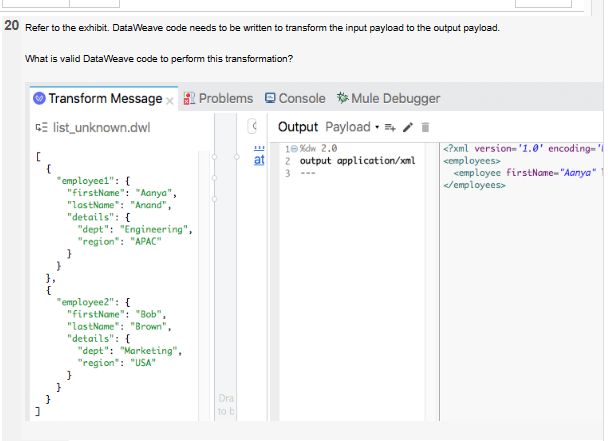 20 Refer to the exhibit. DataWeave code needs to be written to transform the input payload to the output payload.
What is valid DataWeave code to perform this transformation?
Transform Message Problems Console Mule Debugger
list_unknown.dwl
Output Payload
[
{
"employee1": {
"firstName": "Aanya",
"lastName": "Anand",
"details": {
"dept": "Engineering",
"region": "APAC"
}
}
},
{
"employee2": {
"firstName": "Bob",
"lastName": "Brown",
"details": {
"dept": "Marketing",
"region": "USA"
}
}
}
]
at
Dra
to b
1 %dw 2.0
2 output application/xml
3 ---
<?xml version='1.0' encoding='
<employees>
<employee firstName="Aanya"
</employees>